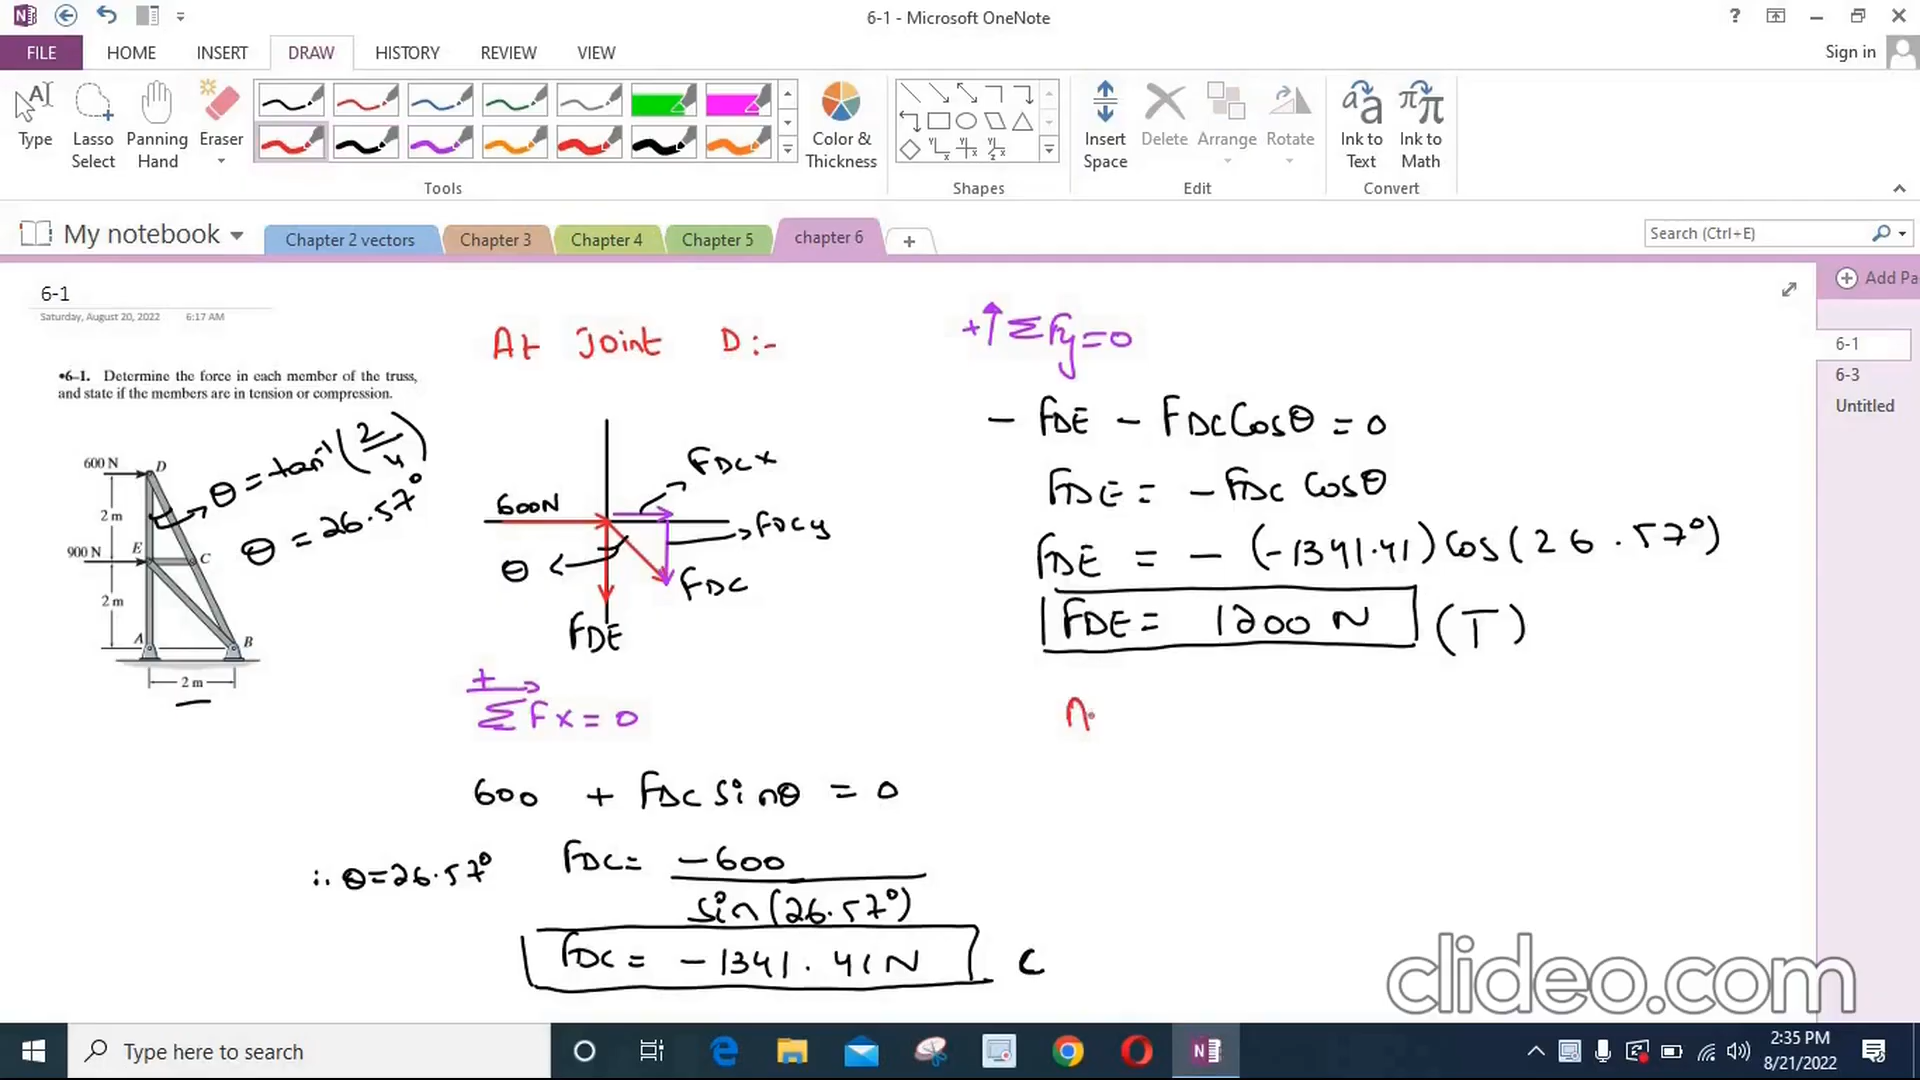 6-1 - Microsoft OneNote
?
FILE
HOME
INSERT
DRAW
HISTORY
REVIEW
VIEW
Sign in
Type
Lasso Select
Panning Hand
Eraser
Color & Thickness
Insert Space
Delete
Arrange
Rotate
Ink to Text
Ink to Math
Tools
Shapes
Edit
Convert
My notebook
Chapter 2 vectors
Chapter 3
Chapter 4
Chapter 5
chapter 6
Search (Ctrl+E)
Add Pa
6-1
6-3
Untitled
6-1
Saturday, August 20, 2022 6:17 AM
•6–1. Determine the force in each member of the truss,
and state if the members are in tension or compression.
θ = tan⁻¹(2/4)
θ = 26.57°
600 N
D
2 m
900 N
E
C
2 m
A
B
2 m
At Joint D:-
600N
FDCx
FDCy
θ
FDC
FDE
+
ΣFx = 0
600 + FDC sinθ = 0
∴ θ=26.57°
FDC = -600
sin(26.57°)
FDC = -1341.41N C
+↑ΣFy=0
- FDE - FDC Cosθ = 0
FDE = -FDC Cosθ
FDE = - (-1341.41) Cos(26.57°)
FDE = 1200 N (T)
clideo.com
Type here to search
2:35 PM
8/21/2022